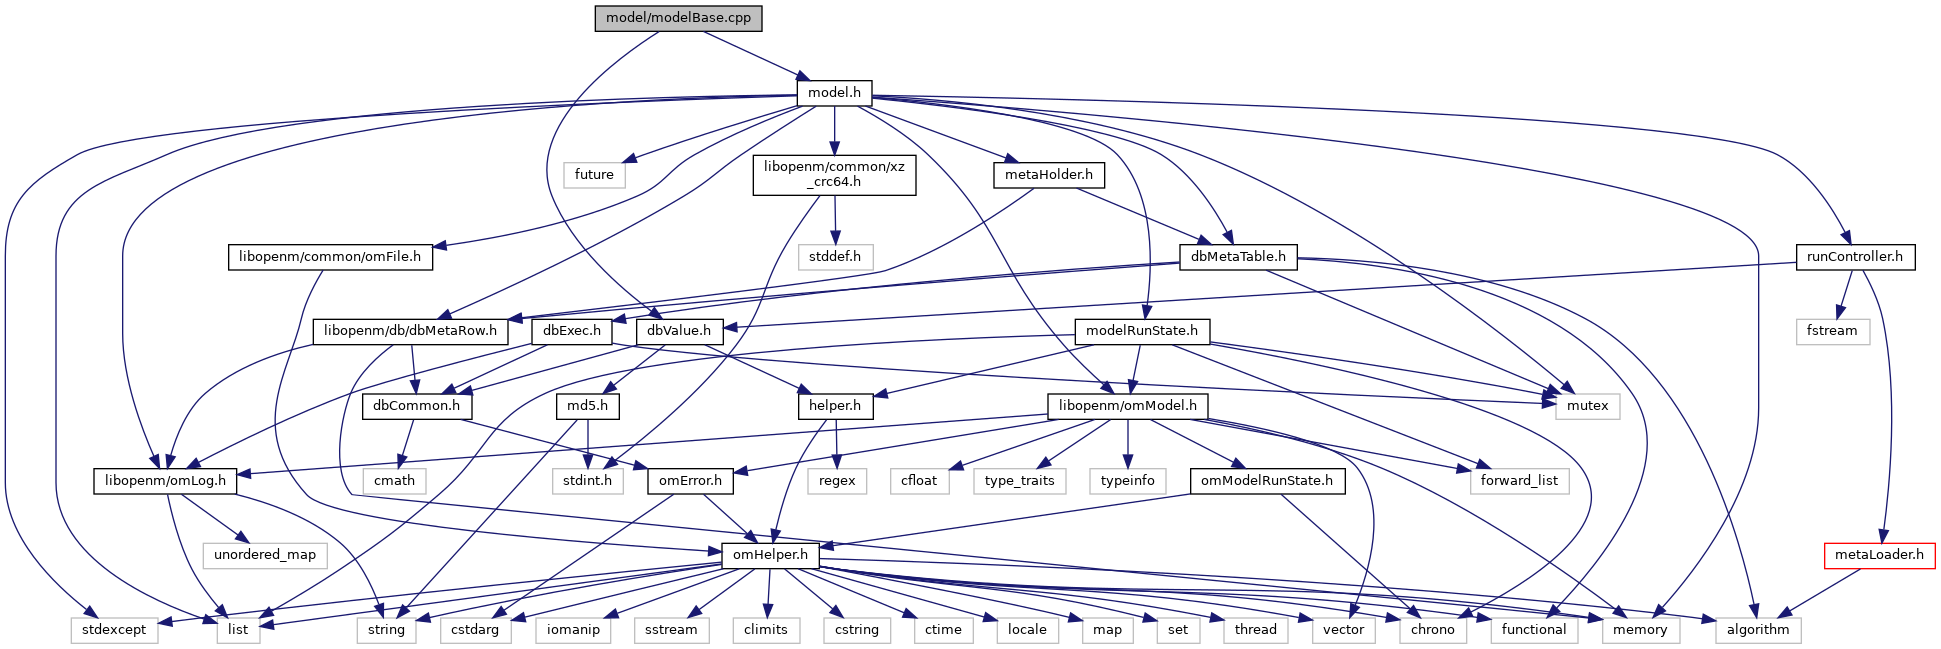 model/modelBase.cpp
model.h
future
libopenm/common/xz
_crc64.h
metaHolder.h
libopenm/common/omFile.h
stddef.h
dbMetaTable.h
runController.h
libopenm/db/dbMetaRow.h
dbExec.h
dbValue.h
modelRunState.h
fstream
dbCommon.h
md5.h
helper.h
libopenm/omModel.h
mutex
libopenm/omLog.h
cmath
stdint.h
omError.h
regex
cfloat
type_traits
typeinfo
omModelRunState.h
forward_list
unordered_map
omHelper.h
metaLoader.h
stdexcept
list
string
cstdarg
iomanip
sstream
climits
cstring
ctime
locale
map
set
thread
vector
chrono
functional
memory
algorithm